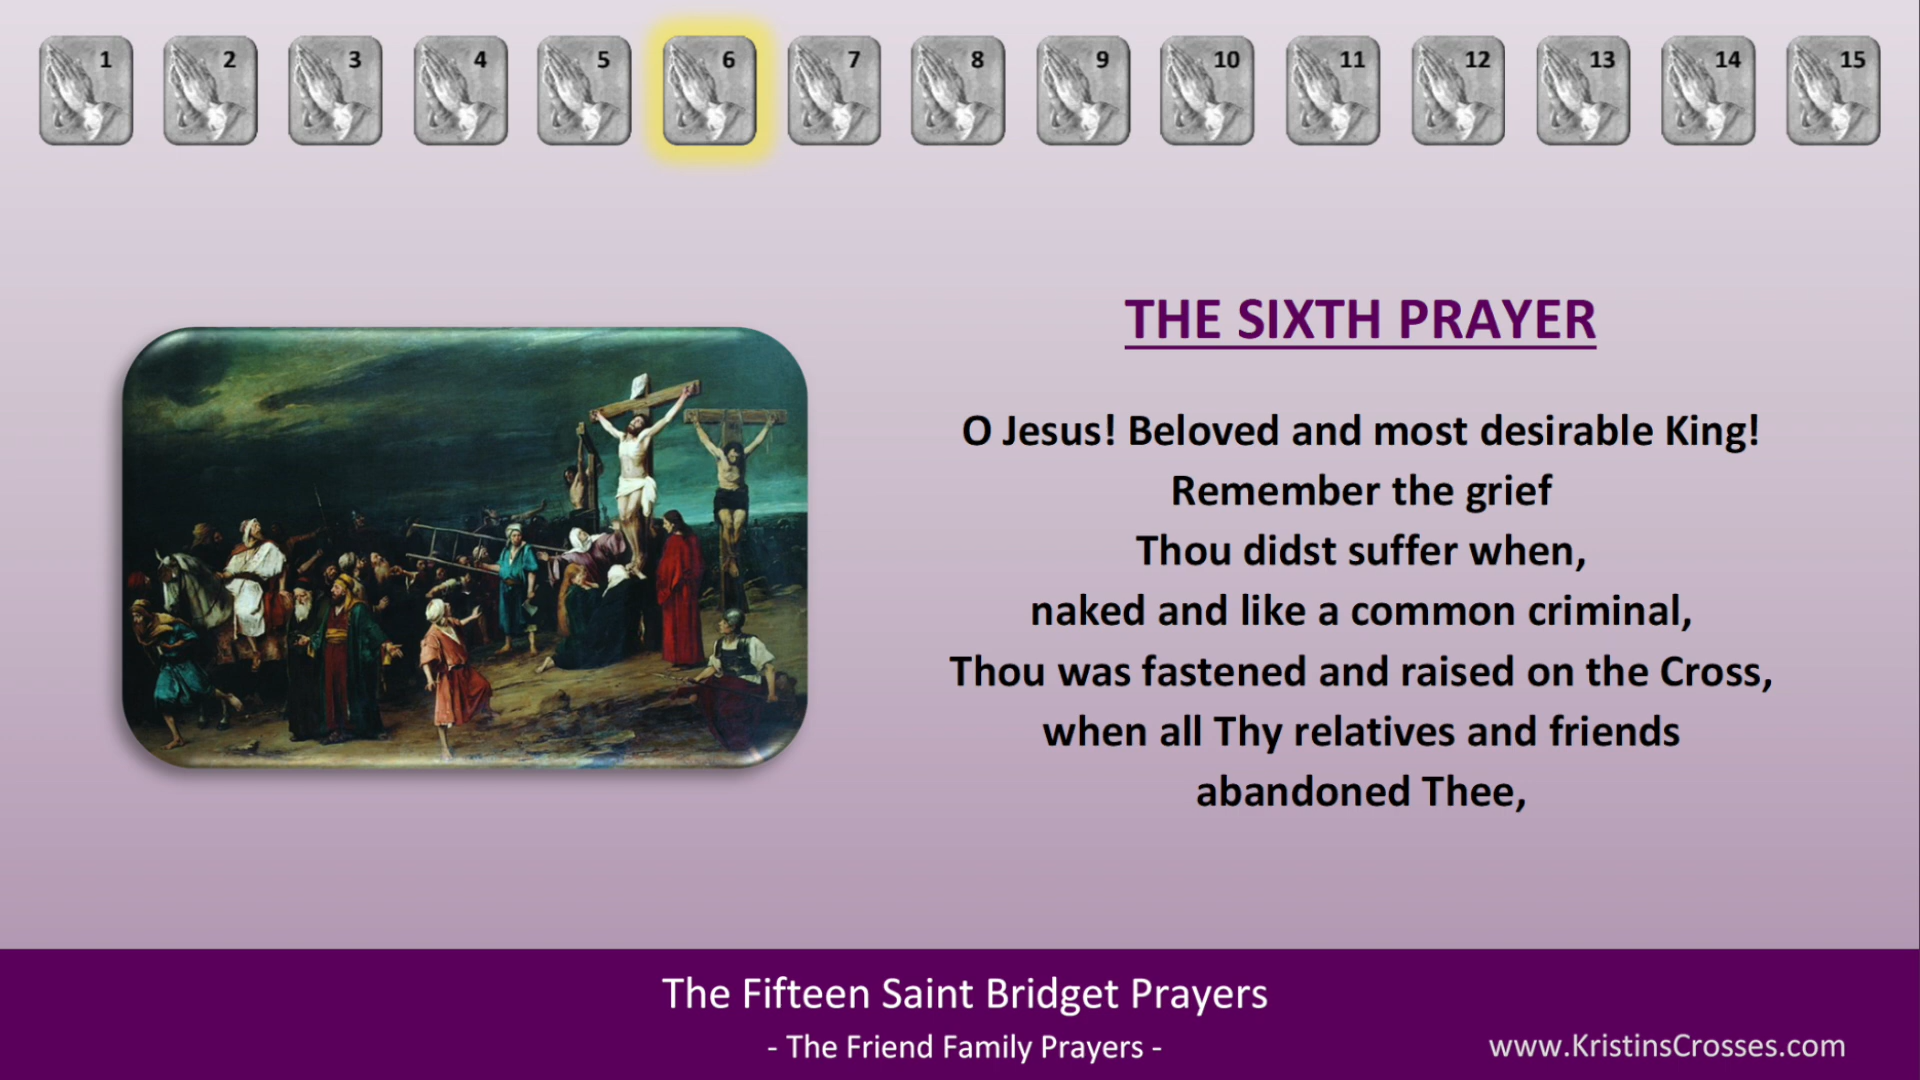 1 2 3 4 5 6 7 8 9 10 11 12 13 14 15
THE SIXTH PRAYER
O Jesus! Beloved and most desirable King!
Remember the grief
Thou didst suffer when,
naked and like a common criminal,
Thou was fastened and raised on the Cross,
when all Thy relatives and friends
abandoned Thee,
The Fifteen Saint Bridget Prayers
- The Friend Family Prayers -
www.KristinsCrosses.com